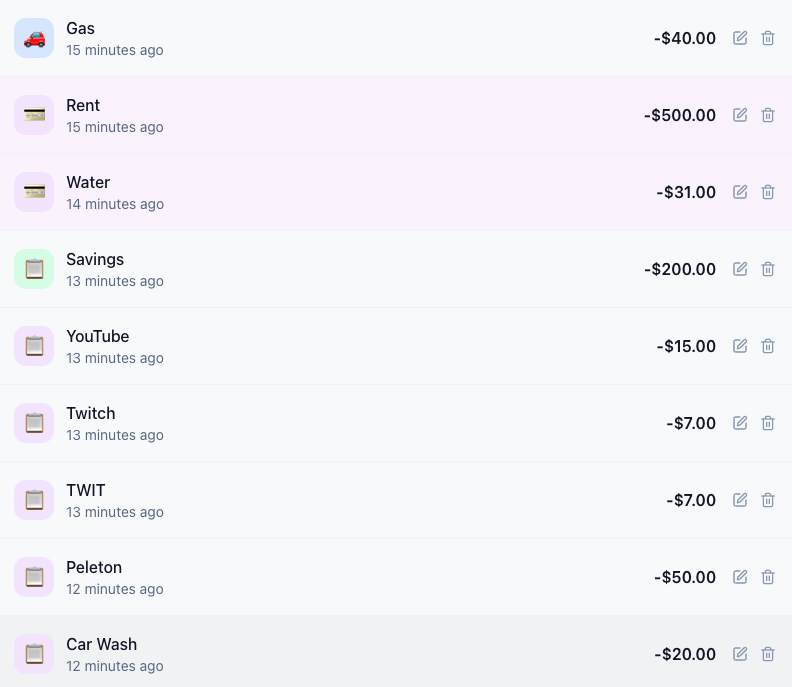 Gas
15 minutes ago
-$40.00
Rent
15 minutes ago
-$500.00
Water
14 minutes ago
-$31.00
Savings
13 minutes ago
-$200.00
YouTube
13 minutes ago
-$15.00
Twitch
13 minutes ago
-$7.00
TWIT
13 minutes ago
-$7.00
Peleton
12 minutes ago
-$50.00
Car Wash
12 minutes ago
-$20.00